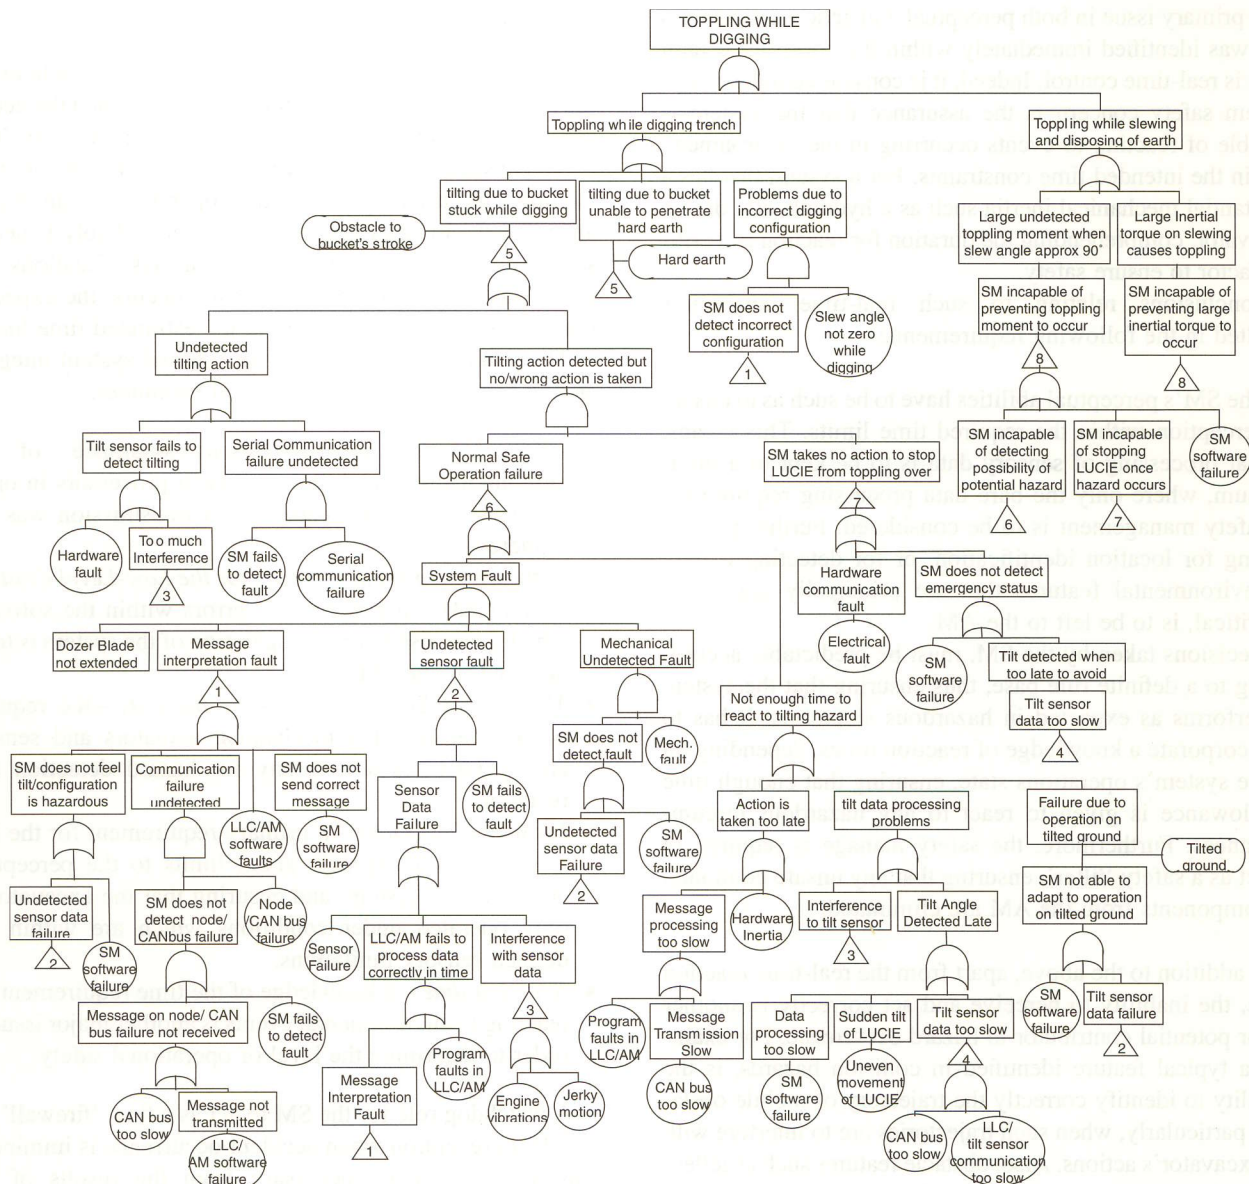 TOPPLING WHILE
DIGGING
Toppling while digging trench
Toppling while slewing
and disposing of earth
tilting due to bucket
stuck while digging
tilting due to bucket
unable to penetrate
hard earth
Problems due to
incorrect digging
configuration
Large undetected
toppling moment when
slew angle approx 90°
Large Inertial
torque on slewing
causes toppling
Obstacle to
bucket's stroke
5
Hard earth
5
SM does not
detect incorrect
configuration
1
Slew angle
not zero
while
digging
SM incapable of
preventing toppling
moment to occur
8
SM incapable of
preventing large
inertial torque to
occur
8
Undetected
tilting action
Tilting action detected but
no/wrong action is taken
Tilt sensor fails to
detect tilting
Serial Communication
failure undetected
Normal Safe
Operation failure
6
SM takes no action to stop
LUCIE from toppling over
7
SM incapable
of detecting
possibility of
potential hazard
6
SM incapable
of stopping
LUCIE once
hazard occurs
7
SM
software
failure
Hardware
fault
Too much
Interference
3
SM fails
to detect
fault
Serial
communication
failure
System Fault
Hardware
communication
fault
Electrical
fault
SM does not detect
emergency status
Dozer Blade
not extended
Message
interpretation fault
1
Undetected
sensor fault
2
Mechanical
Undetected Fault
Not enough time to
react to tilting hazard
SM
software
failure
Tilt detected when
too late to avoid
Tilt sensor
data too slow
4
SM does not feel
tilt/configuration
is hazardous
Communication
failure
undetected
LLC/AM
software
faults
SM does not
send correct
message
SM
software
failure
Sensor
Data
Failure
SM fails
to detect
fault
SM does not
detect fault
Mech.
fault
Undetected
sensor data
Failure
2
SM
software
failure
Action is
taken too late
tilt data processing
problems
Failure due to
operation to
tilted ground
Tilted
ground
Undetected
sensor data
failure
2
SM
software
failure
SM does not
detect node/
CANbus failure
Node
/CAN bus
failure
Sensor
Failure
LLC/AM fails to
process data
correctly in time
Interference
with sensor
data
3
Message
processing
too slow
Hardware
Inertia
Interference
to tilt sensor
3
Tilt Angle
Detected Late
SM not able to
adapt to operation
on tilted ground
Message on node/ CAN
bus failure not received
SM fails
to detect
fault
Message
Interpretation
Fault
1
Program
faults in
LLC/AM
Engine
vibrations
Jerky
motion
Program
faults in
LLC/AM
Message
Transmission
Slow
CAN bus
too slow
Data
processing
too slow
SM
software
failure
Sudden tilt
of LUCIE
Uneven
movement
of LUCIE
Tilt sensor
data too slow
4
SM
software
failure
Tilt sensor
data failure
2
CAN bus
too slow
Message not
transmitted
LLC/
AM software
failure
CAN bus
too slow
LLC/
tilt sensor
communication
too slow